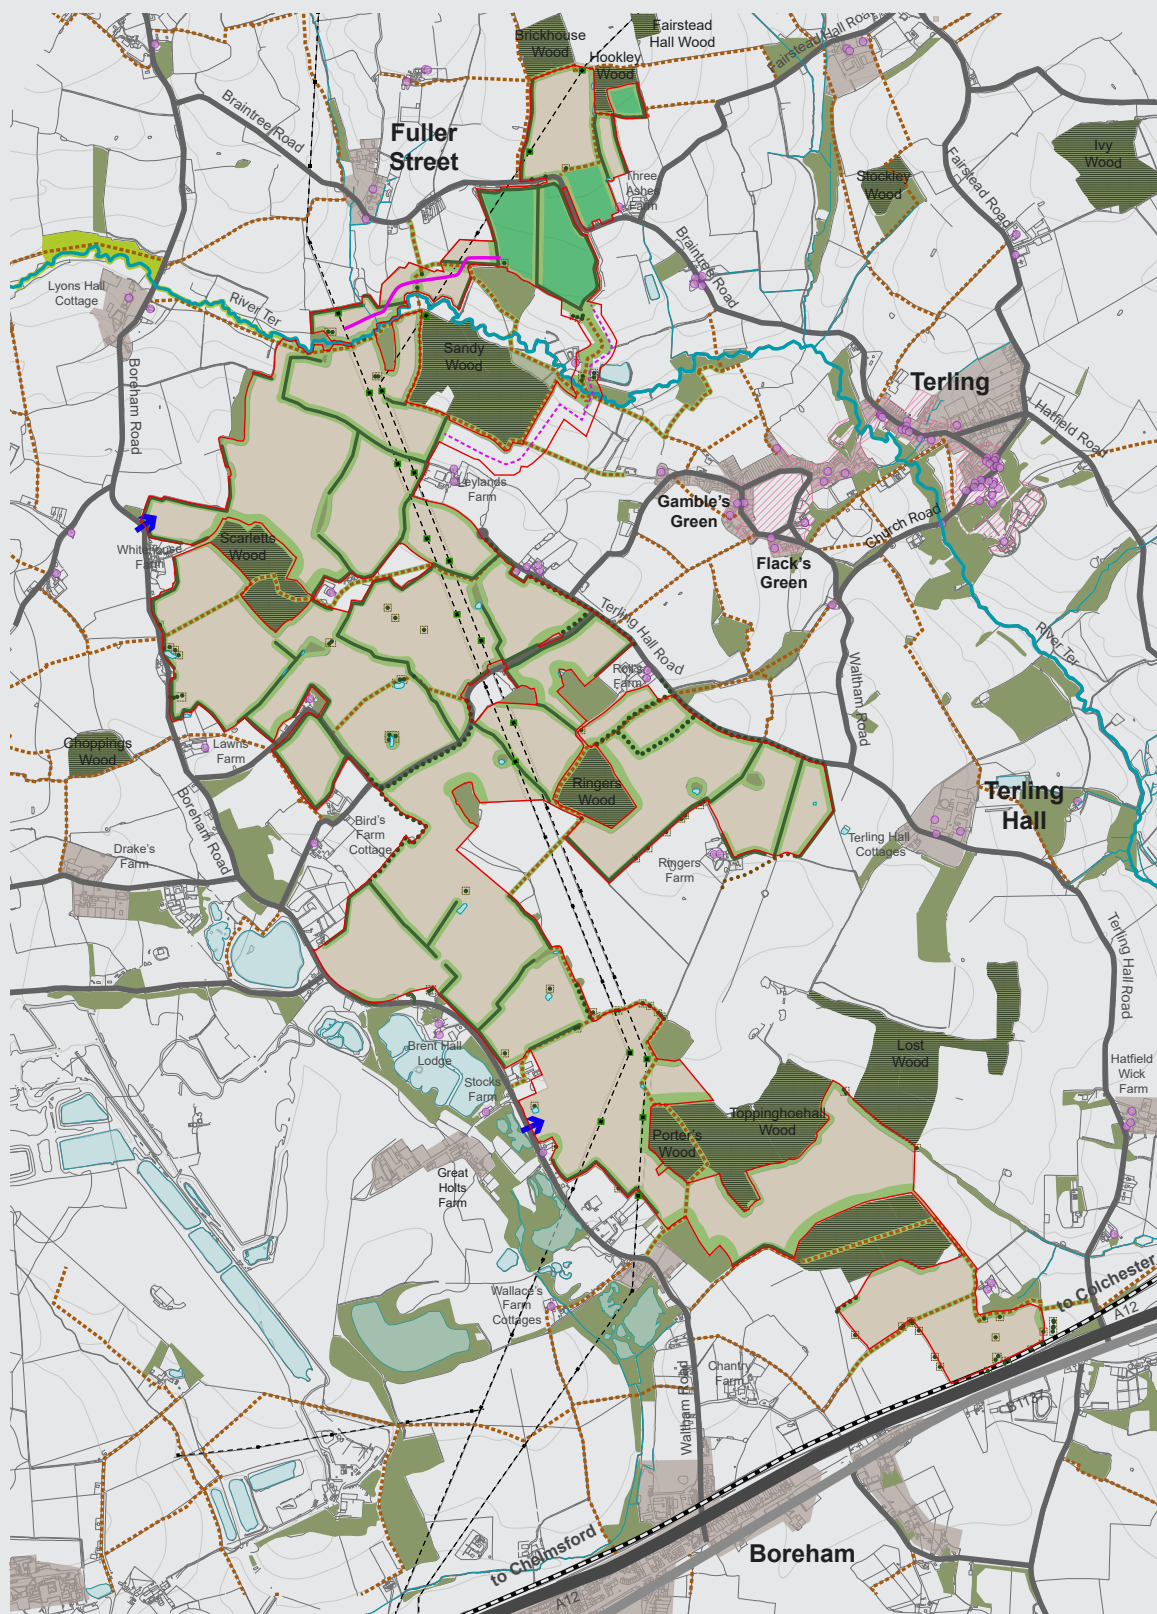 Brickhouse
Wood
Fairstead
Hall Wood
Hookley
Wood
Fairstead Hall Road
Braintree Road
Fuller
Street
Ivy
Wood
Stockley
Wood
Fairstead Road
Three
Ashes
Farm
Braintree Road
Lyons Hall
Cottage
River Ter
Boreham Road
Sandy
Wood
Terling
Hatfield Road
Leylands
Farm
Gamble's
Green
Church Road
Whitehouse
Farm
Scarletts
Wood
Flack's
Green
Terling Hall Road
River Ter
Roll's
Farm
Waltham Road
Choppings
Wood
Lawns
Farm
Ringers
Wood
Terling
Hall
Boreham Road
Bird's
Farm
Cottage
Drake's
Farm
Terling Hall
Cottages
Ringers
Farm
Terling Hall Road
Brent Hall
Lodge
Lost
Wood
Hatfield
Wick
Farm
Stocks
Farm
Toppinghoehall
Wood
Porter's
Wood
Great
Holts
Farm
to Colchester
A12
Wallace's
Farm
Cottages
Chantry
Farm
Waltham Road
B1137
to Chelmsford
Boreham
A12